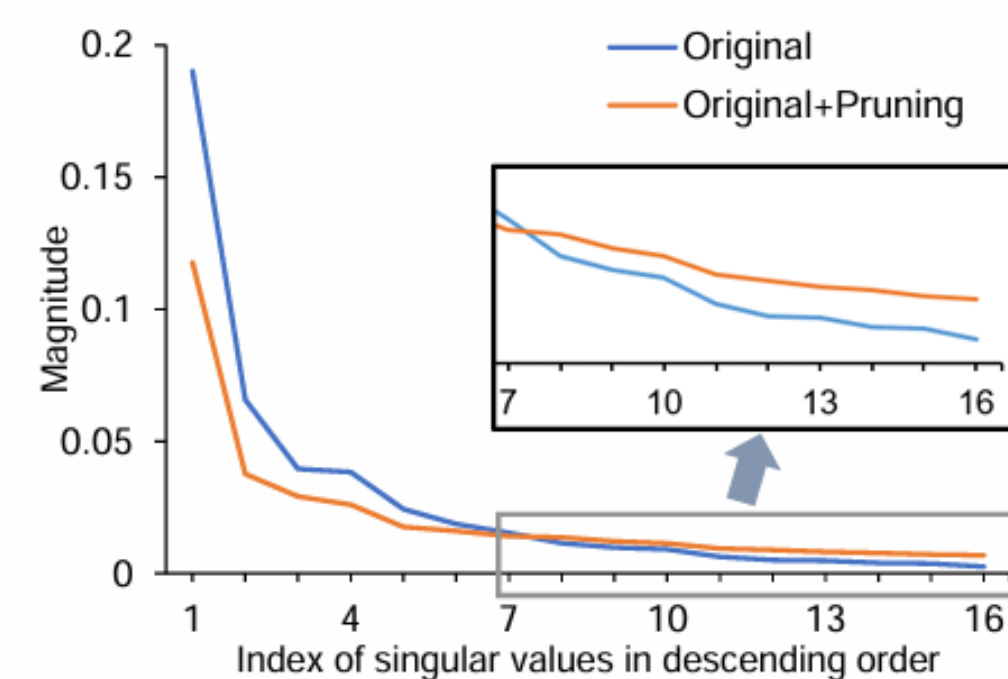 0.2
0.15
0.1
0.05
0
Magnitude
Original
Original+Pruning
7 10 13 16
1 4 7 10 13 16
Index of singular values in descending order